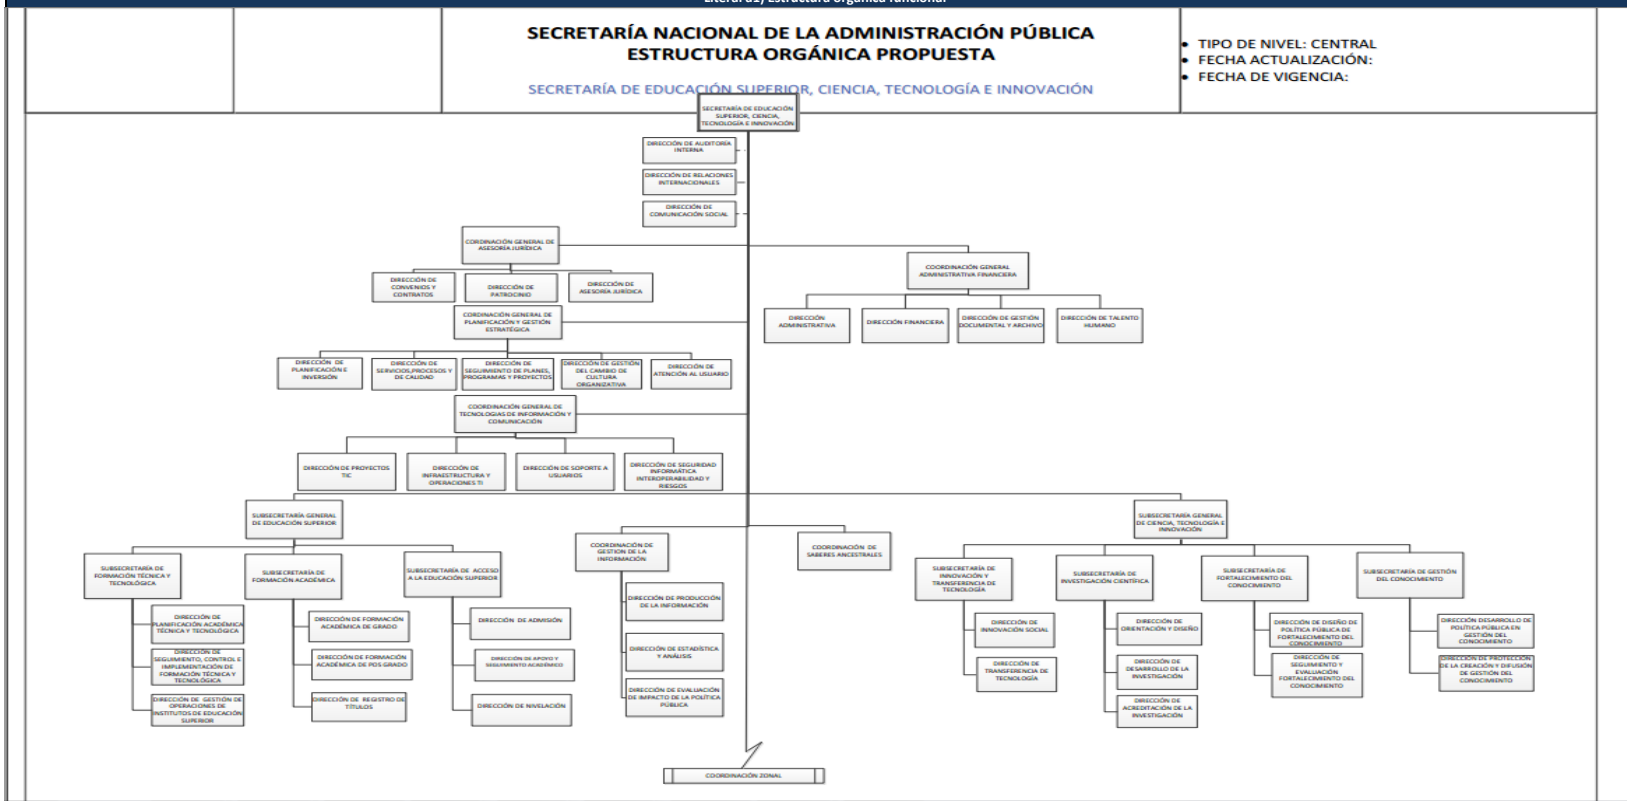 Literal a1) Estructura orgánica funcional
SECRETARÍA NACIONAL DE LA ADMINISTRACIÓN PÚBLICA
ESTRUCTURA ORGÁNICA PROPUESTA
SECRETARÍA DE EDUCACIÓN SUPERIOR, CIENCIA, TECNOLOGÍA E INNOVACIÓN
• TIPO DE NIVEL: CENTRAL
• FECHA ACTUALIZACIÓN:
• FECHA DE VIGENCIA:
SECRETARÍA DE EDUCACIÓN
SUPERIOR, CIENCIA,
TECNOLOGÍA E INNOVACIÓN
DIRECCIÓN DE AUDITORÍA
INTERNA
DIRECCIÓN DE RELACIONES
INTERNACIONALES
DIRECCIÓN DE
COMUNICACIÓN SOCIAL
CORDINACIÓN GENERAL DE
ASESORÍA JURÍDICA
DIRECCIÓN DE
CONVENIOS Y
CONTRATOS
DIRECCIÓN DE
PATROCINIO
DIRECCIÓN DE
ASESORÍA JURÍDICA
COORDINACIÓN GENERAL
ADMINISTRATIVA FINANCIERA
DIRECCIÓN
ADMINISTRATIVA
DIRECCIÓN FINANCIERA
DIRECCIÓN DE GESTIÓN
DOCUMENTAL Y ARCHIVO
DIRECCIÓN DE TALENTO
HUMANO
CORDINACIÓN GENERAL DE
PLANIFICACIÓN Y GESTIÓN
ESTRATÉGICA
DIRECCIÓN DE
PLANIFICACIÓN E
INVERSIÓN
DIRECCIÓN DE
SERVICIOS,PROCESOS Y
DE CALIDAD
DIRECCIÓN DE
SEGUIMIENTO DE PLANES,
PROGRAMAS Y PROYECTOS
DIRECCIÓN DE GESTIÓN
DEL CAMBIO DE
CULTURA
ORGANIZATIVA
DIRECCIÓN DE
ATENCIÓN AL USUARIO
COORDINACIÓN GENERAL DE
TECNOLOGIAS DE INFORMACIÓN Y
COMUNICACIÓN
DIRECCIÓN DE PROYECTOS
TIC
DIRECCIÓN DE
INFRAESTRUCTURA Y
OPERACIONES TI
DIRECCIÓN DE SOPORTE A
USUARIOS
DIRECCIÓN DE SEGURIDAD
INFORMÁTICA
INTEROPERABILIDAD Y
RIESGOS
SUBSECRETARÍA GENERAL
DE EDUCACIÓN SUPERIOR
SUBSECRETARÍA DE
FORMACIÓN TÉCNICA Y
TECNOLÓGICA
DIRECCIÓN DE
PLANIFICACIÓN ACADÉMICA
TÉCNICA Y TECNOLÓGICA
DIRECCIÓN DE
SEGUIMIENTO, CONTROL E
IMPLEMENTACIÓN DE
FORMACIÓN TÉCNICA Y
TECNOLÓGICA
DIRECCIÓN DE GESTIÓN DE
OPERACIONES DE
INSTITUTOS DE EDUCACIÓN
SUPERIOR
SUBSECRETARÍA DE
FORMACIÓN ACADÉMICA
DIRECCIÓN DE FORMACIÓN
ACADÉMICA DE GRADO
DIRECCIÓN DE FORMACIÓN
ACADÉMICA DE POS GRADO
DIRECCIÓN DE REGISTRO DE
TÍTULOS
SUBSECRETARÍA DE ACCESO
A LA EDUCACIÓN SUPERIOR
DIRECCIÓN DE ADMISIÓN
DIRECCIÓN DE APOYO Y
SEGUIMIENTO ACADÉMICO
DIRECCIÓN DE NIVELACIÓN
COORDINACIÓN DE
GESTION DE LA
INFORMACIÓN
DIRECCIÓN DE PRODUCCIÓN
DE LA INFORMACIÓN
DIRECCIÓN DE ESTADÍSTICA
Y ANÁLISIS
DIRECCIÓN DE EVALUACIÓN
DE IMPACTO DE LA POLÍTICA
PÚBLICA
COORDINACIÓN DE
SABERES ANCESTRALES
SUBSECRETARÍA GENERAL
DE CIENCIA, TECNOLOGÍA E
INNOVACIÓN
SUBSECRETARÍA DE
INNOVACIÓN Y
TRANSFERENCIA DE
TECNOLOGÍA
DIRECCIÓN DE
INNOVACIÓN SOCIAL
DIRECCIÓN DE
TRANSFERENCIA DE
TECNOLOGÍA
SUBSECRETARÍA DE
INVESTIGACIÓN CIENTÍFICA
DIRECCIÓN DE
ORIENTACIÓN Y DISEÑO
DIRECCIÓN DE
DESARROLLO DE LA
INVESTIGACIÓN
DIRECCIÓN DE
ACREDITACIÓN DE LA
INVESTIGACIÓN
SUBSECRETARÍA DE
FORTALECIMIENTO DEL
CONOCIMIENTO
DIRECCIÓN DE DISEÑO DE
POLÍTICA PÚBLICA DE
FORTALECIMIENTO DEL
CONOCIMIENTO
DIRECCIÓN DE
SEGUIMIENTO Y
EVALUACIÓN
FORTALECIMIENTO DEL
CONOCIMIENTO
SUBSECRETARÍA DE GESTIÓN
DEL CONOCIMIENTO
DIRECCIÓN DESARROLLO DE
POLÍTICA PÚBLICA EN
GESTIÓN DEL
CONOCIMIENTO
DIRECCIÓN DE PROTECCIÓN
DE LA CREACIÓN Y DIFUSIÓN
DE GESTIÓN DEL
CONOCIMIENTO
COORDINACIÓN ZONAL